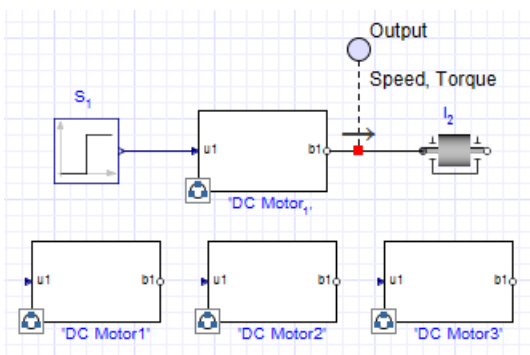 Output
Speed, Torque
S1
I2
u1 b1
"DC Motor1"
u1 b1
"DC Motor1"
u1 b1
"DC Motor2"
u1 b1
"DC Motor3"